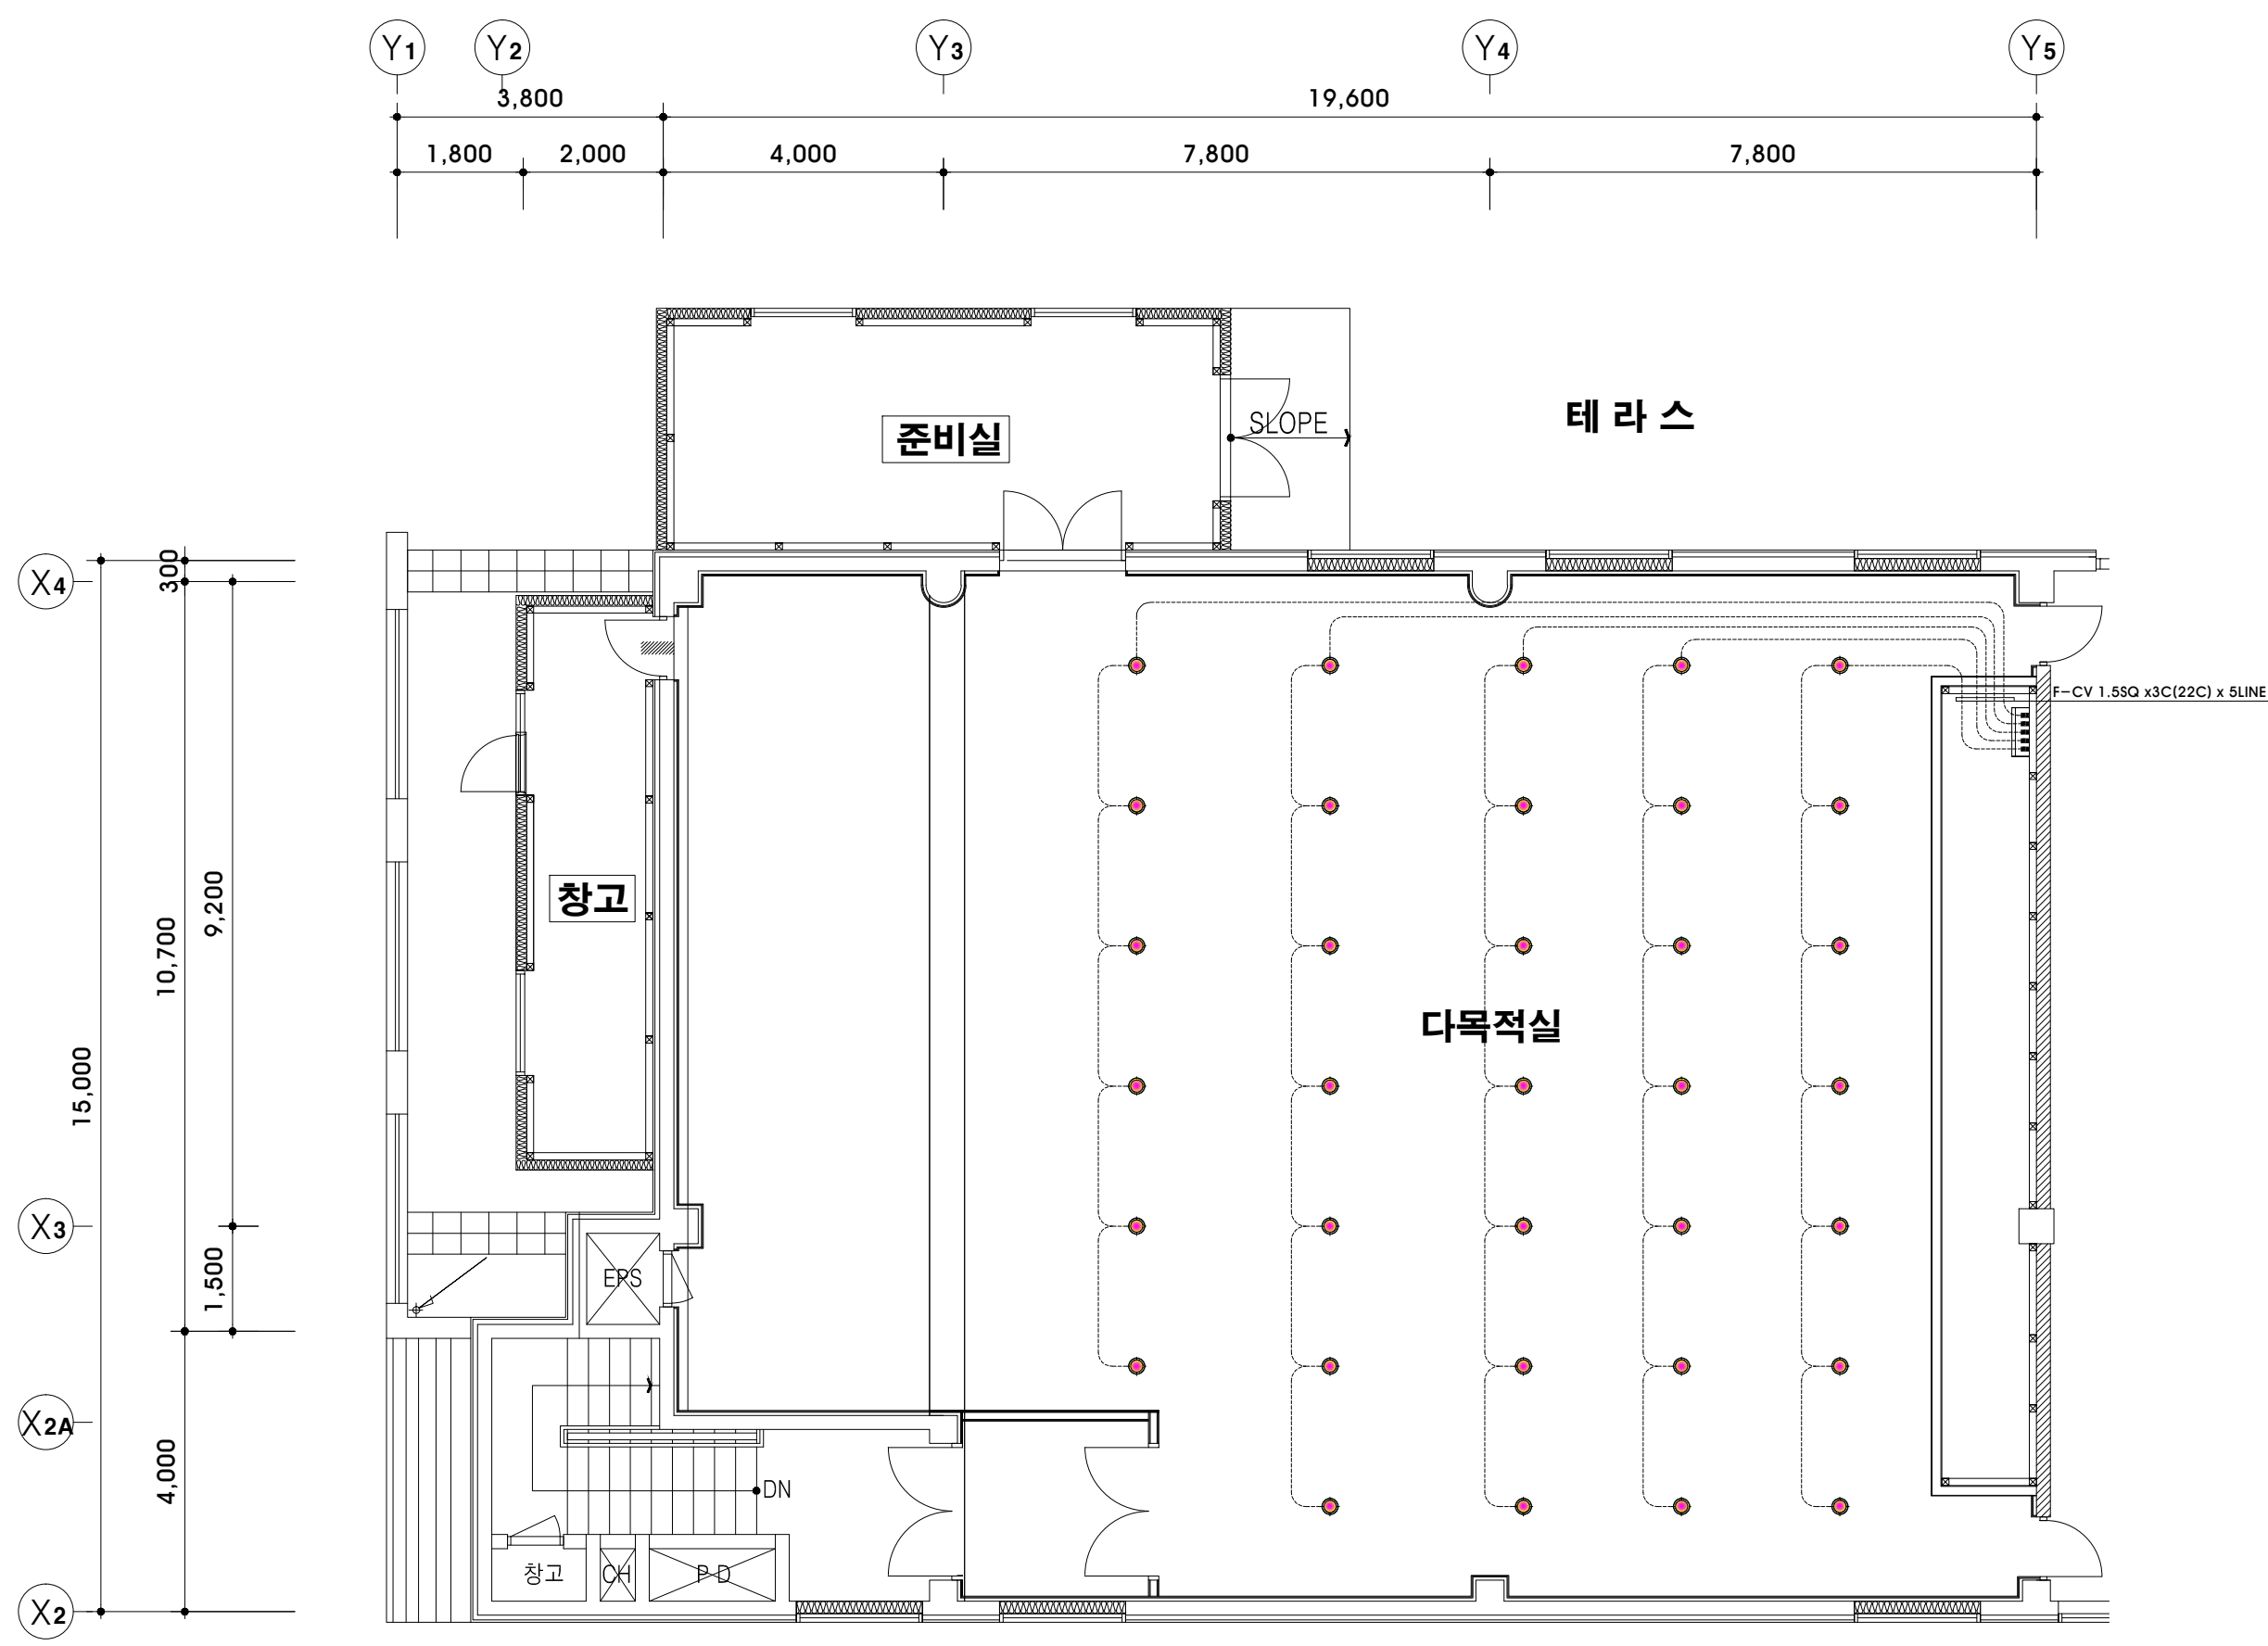 Y1 Y2 Y3 Y4 Y5
3,800 19,600
1,800 2,000 4,000 7,800 7,800
테 라 스
SLOPE
준비실
X4
300
F-CV 1.5SQ x3C(22C) x 5LINE
창고
9,200
10,700
다목적실
15,000
X3
1,500
EPS
X2A
4,000
DN
창고 CH P D
X2